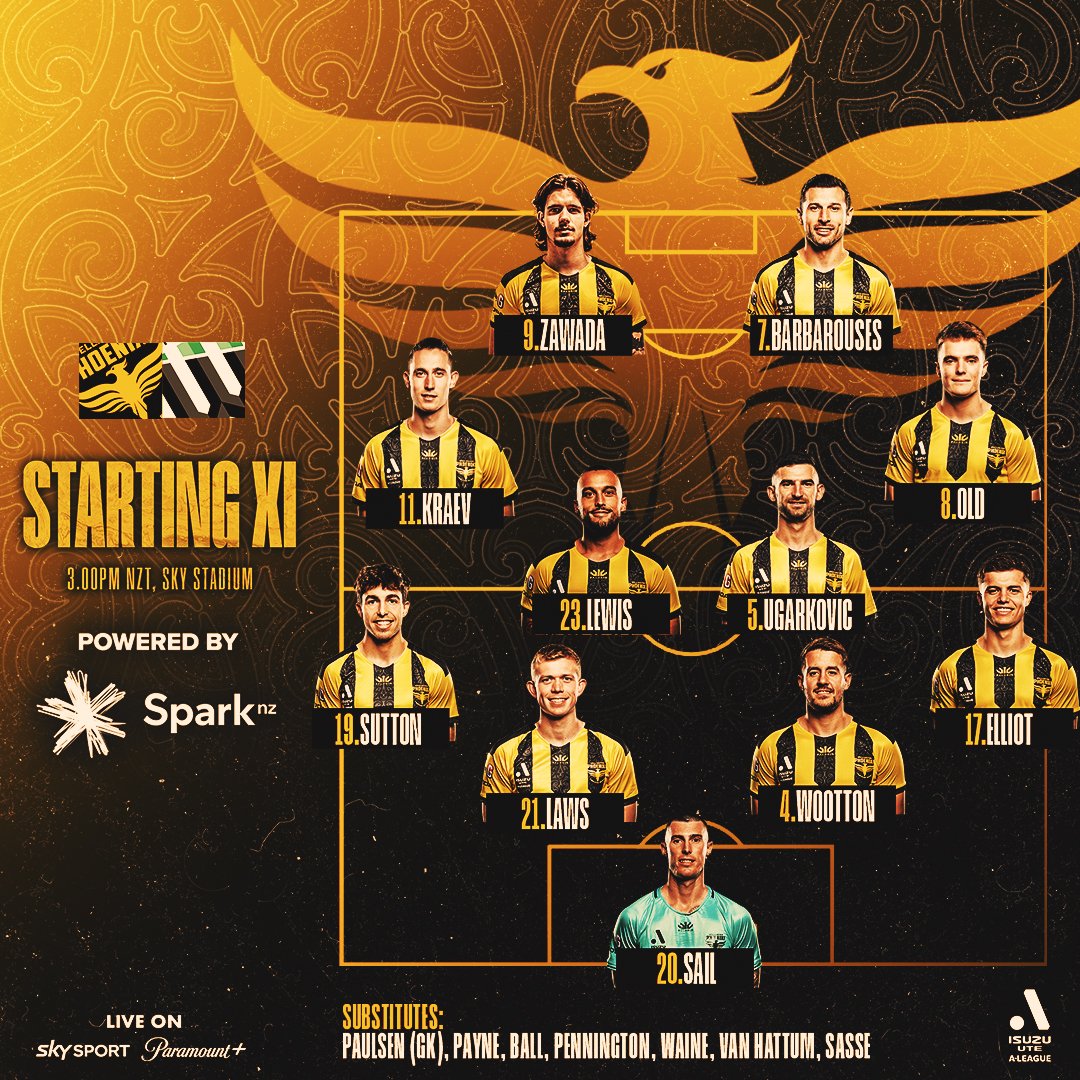 9.ZAWADA
7.BARBAROUSES
11.KRAEV
8.OLD
HOENI
STARTING XI
3.00PM NZT, SKY STADIUM
23.LEWIS
5.UGARKOVIC
POWERED BY
Spark nz
19.SUTTON
17.ELLIOT
21.LAWS
4.WOOTTON
20.SAIL
LIVE ON
sky SPORT Paramount+
SUBSTITUTES:
PAULSEN (GK), PAYNE, BALL, PENNINGTON, WAINE, VAN HATTUM, SASSE
ISUZU
UTE
A-LEAGUE